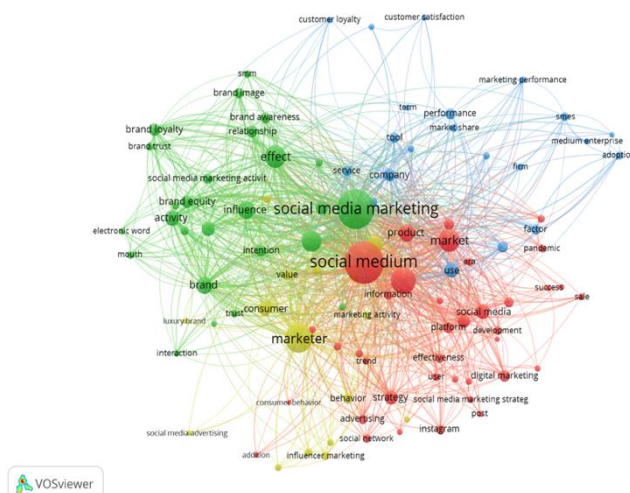 customer loyalty
customer satisfaction
smm
brand image
marketing performance
brand awareness
term
performance
smes
brand loyalty
relationship
tool
market share
medium enterprise
brand trust
effect
adoption
service
company
firm
social media marketing activit
brand equity
influence
social media marketing
activity
product
market
factor
electronic word
mouth
intention
social medium
era
pandemic
value
use
brand
information
success
sale
luxury brand
trust
consumer
marketing activity
social media
platform
development
interaction
marketer
trend
effectiveness
user
digital marketing
consumer behavior
behavior
strategy
social media marketing strateg
post
advertising
instagram
social media advertising
social network
addition
influencer marketing
VOSviewer